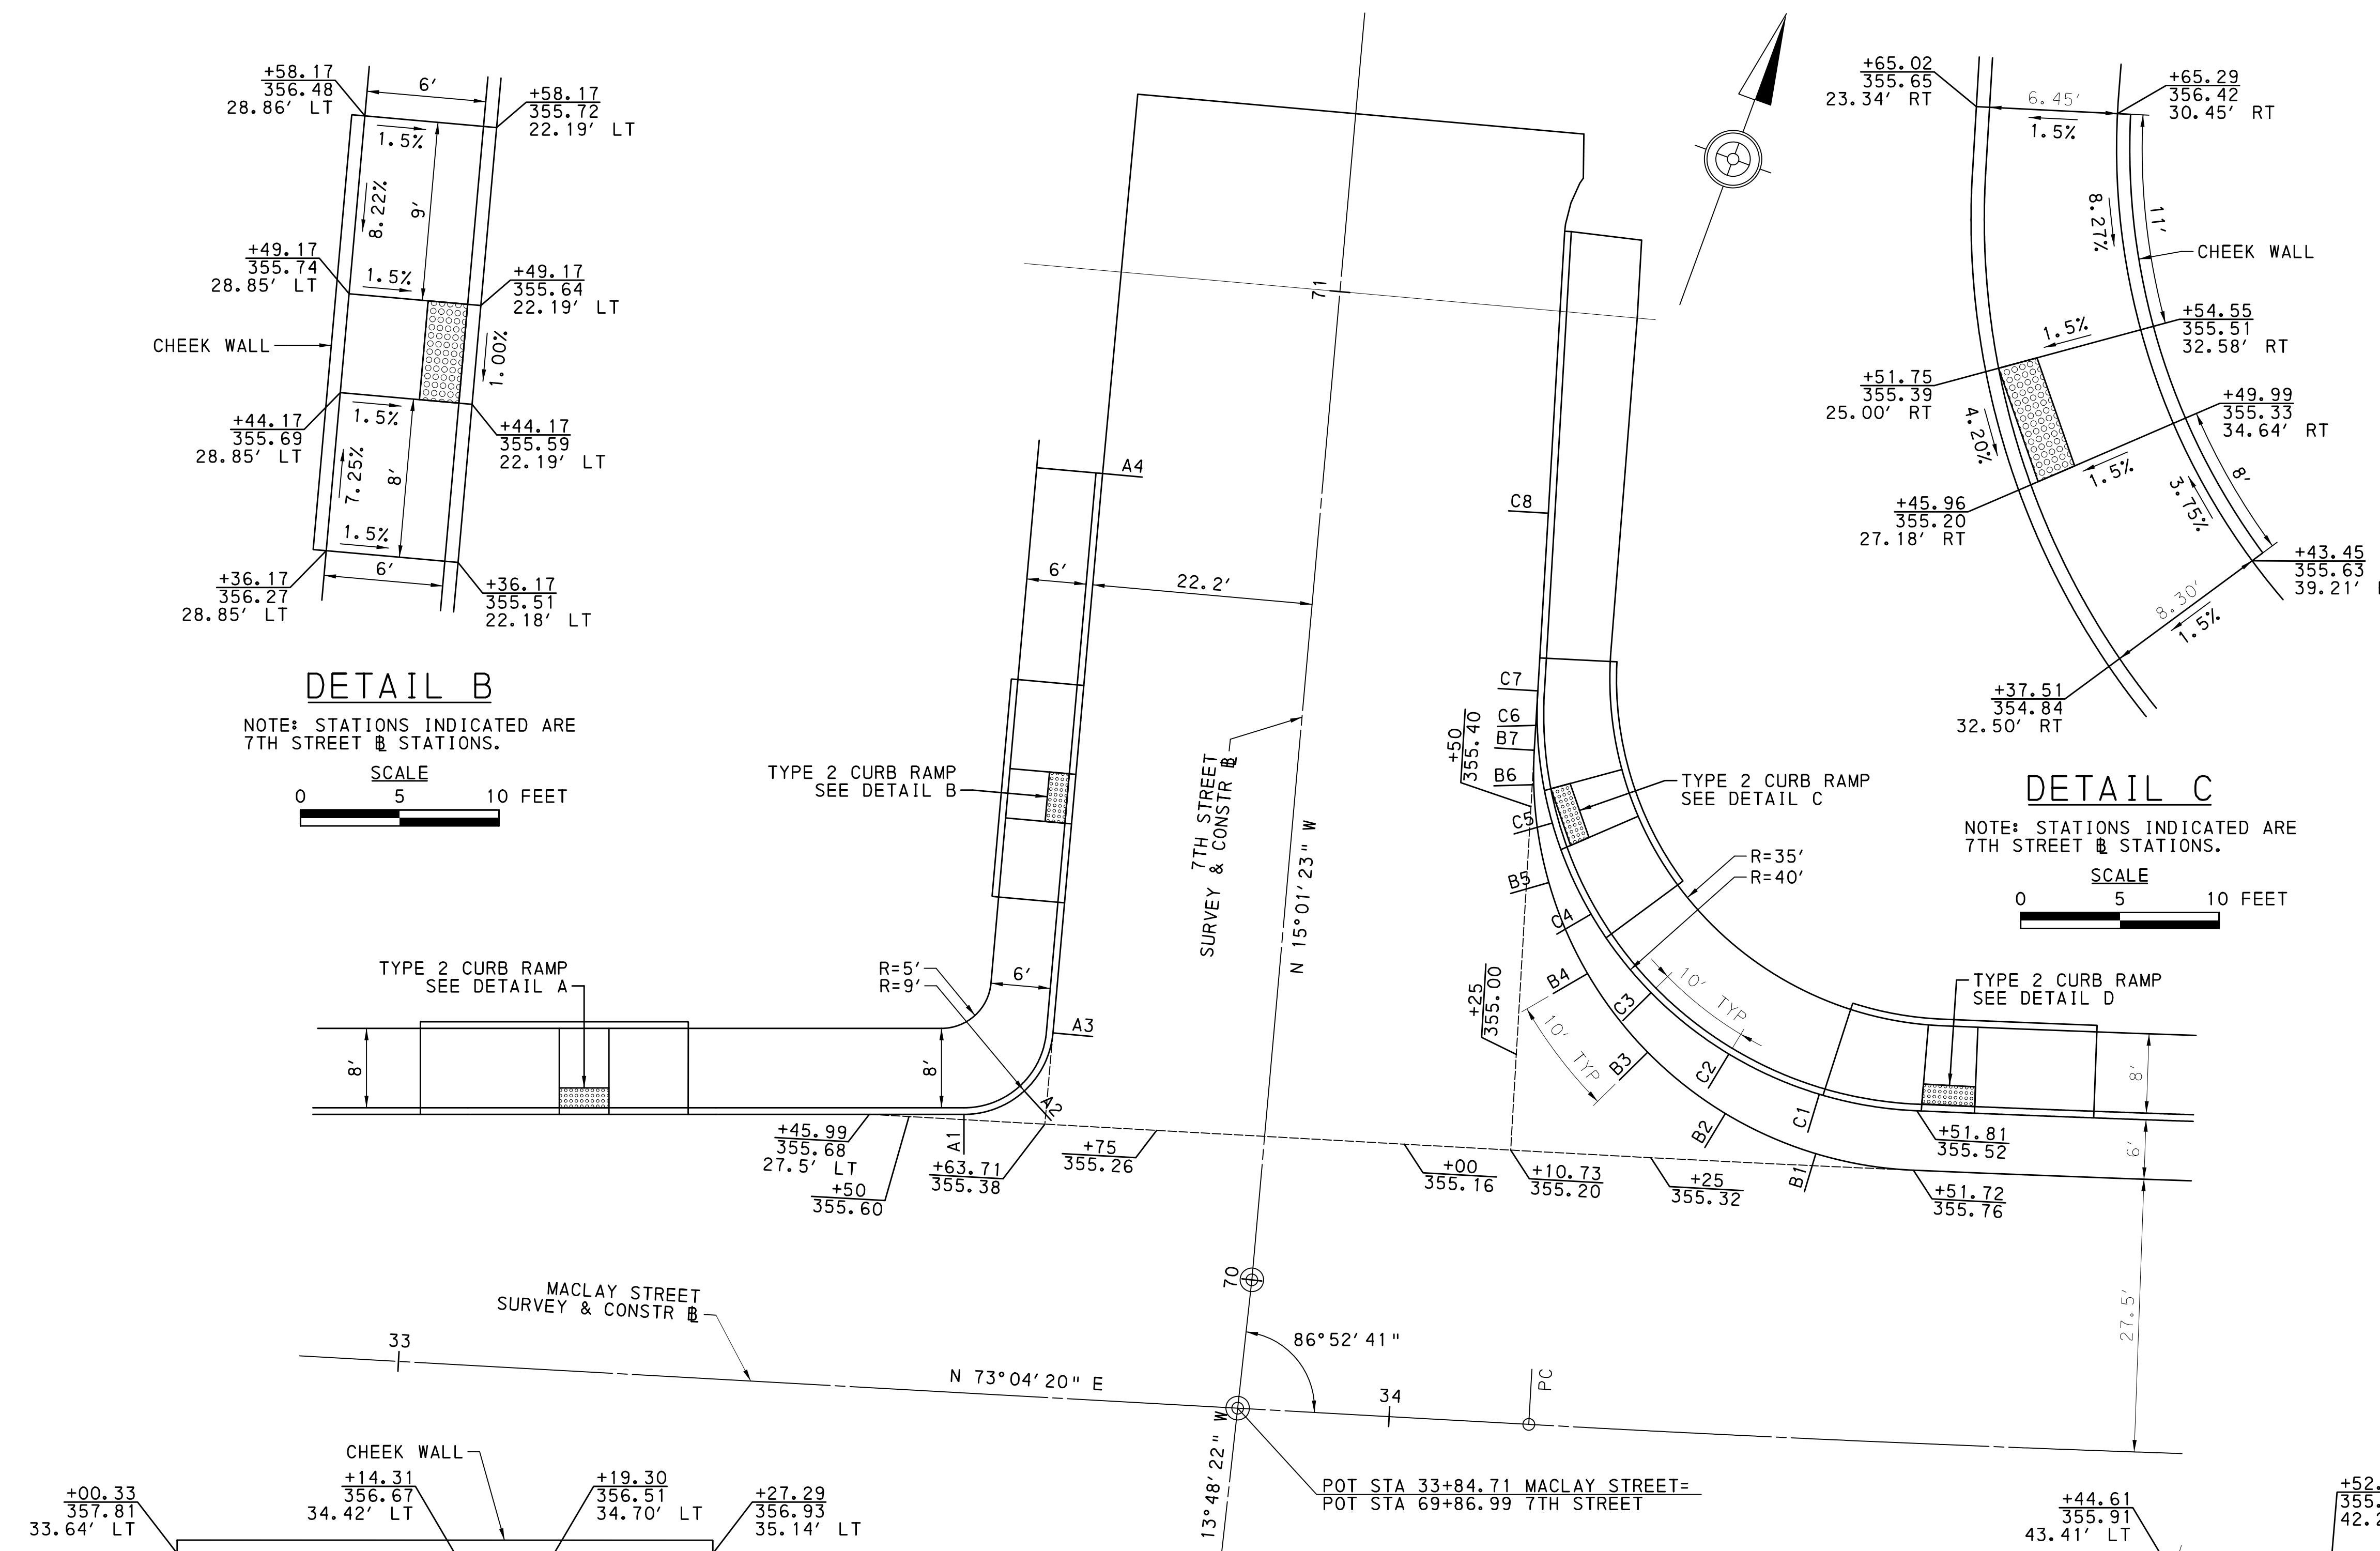 +58.17
356.48
28.86' LT
6'
+58.17
355.72
22.19' LT
1.5%
8.22%
9'
+49.17
355.74
28.85' LT
1.5%
+49.17
355.64
22.19' LT
CHEEK WALL
1.00%
+44.17
355.69
28.85' LT
1.5%
+44.17
355.59
22.19' LT
7.25%
8'
1.5%
+36.17
356.27
28.85' LT
6'
+36.17
355.51
22.18' LT
DETAIL B
NOTE: STATIONS INDICATED ARE
7TH STREET BL STATIONS.
SCALE
0 5 10 FEET
71
A4
6'
22.2'
TYPE 2 CURB RAMP
SEE DETAIL B
7TH STREET
SURVEY & CONSTR BL
N 15°01'23" W
TYPE 2 CURB RAMP
SEE DETAIL A
R=5'
R=9'
6'
8'
8'
A3
A2
A1
C8
C7
C6
B7
B6
+50
355.40
C5
B5
C4
B4
C3
B3
C2
B2
C1
B1
TYPE 2 CURB RAMP
SEE DETAIL C
R=35'
R=40'
10' TYP
10' TYP
+25
355.00
TYPE 2 CURB RAMP
SEE DETAIL D
8'
6'
27.5'
+45.99
355.68
27.5' LT
+50
355.60
+63.71
355.38
+75
355.26
+00
355.16
+10.73
355.20
+25
355.32
+51.81
355.52
+51.72
355.76
+65.02
355.65
23.34' RT
6.45'
1.5%
+65.29
356.42
30.45' RT
8.27%
11'
CHEEK WALL
+54.55
355.51
32.58' RT
1.5%
+51.75
355.39
25.00' RT
+49.99
355.33
34.64' RT
4.20%
1.5%
+45.96
355.20
27.18' RT
3.75%
8'
+43.45
355.63
39.21'
8.30'
1.5%
+37.51
354.84
32.50' RT
DETAIL C
NOTE: STATIONS INDICATED ARE
7TH STREET BL STATIONS.
SCALE
0 5 10 FEET
70
MACLAY STREET
SURVEY & CONSTR BL
33
N 73°04'20" E
86°52'41"
34
PC
13°48'22" W
POT STA 33+84.71 MACLAY STREET=
POT STA 69+86.99 7TH STREET
CHEEK WALL
+00.33
357.81
33.64' LT
+14.31
356.67
34.42' LT
+19.30
356.51
34.70' LT
+27.29
356.93
35.14' LT
+44.61
355.91
43.41' LT
+52.
355.
42.2